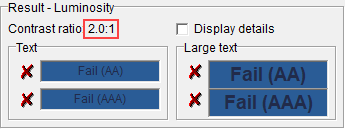 Result - Luminosity
Contrast ratio: 2.0:1
Display details
Text
Fail (AA)
Fail (AAA)
Large text
Fail (AA)
Fail (AAA)